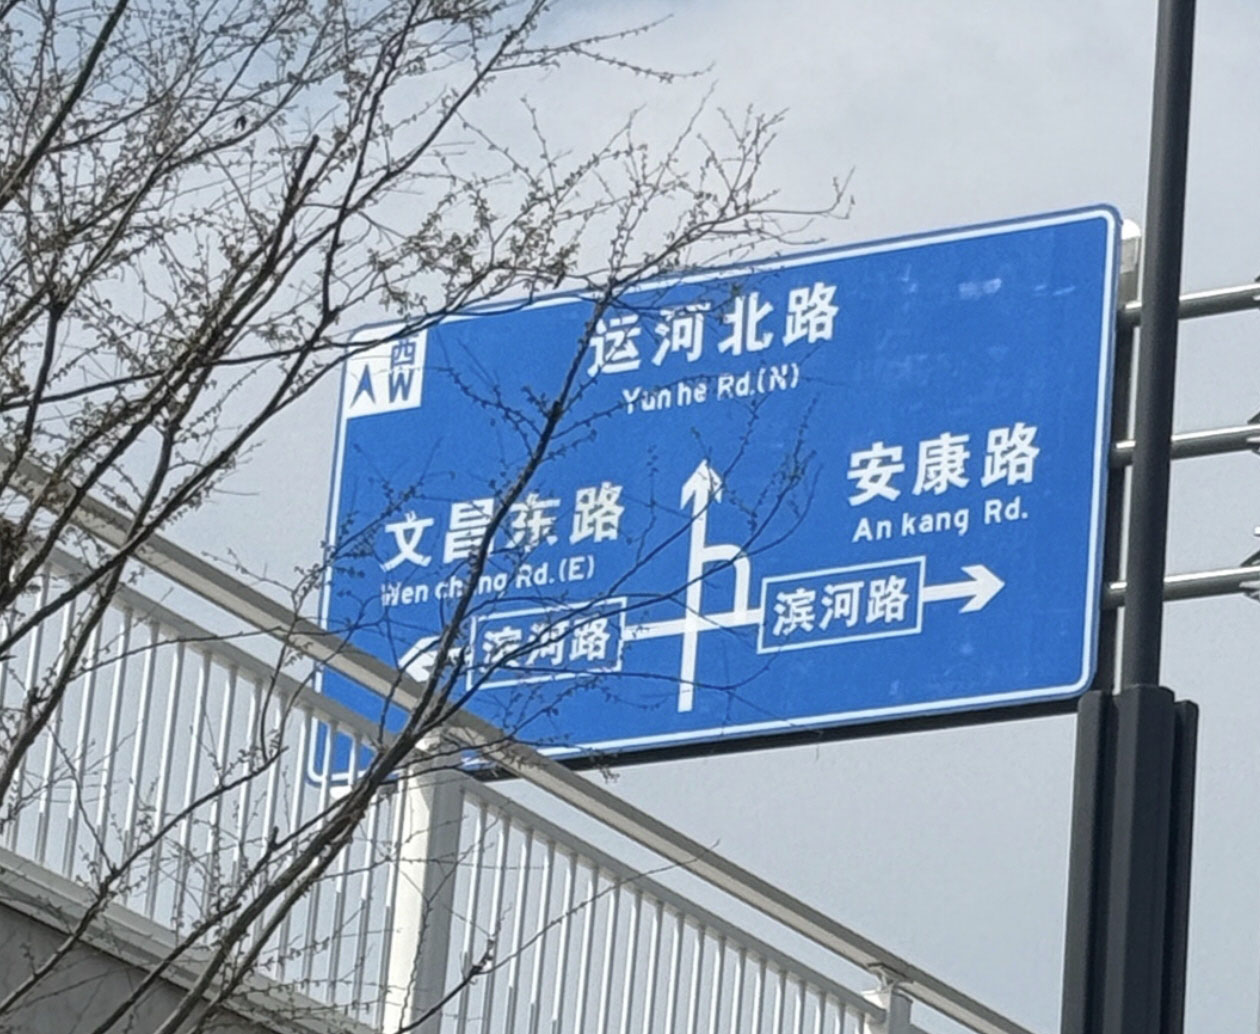 西
W
运河北路
Yun he Rd.(N)
安康路
An kang Rd.
文昌东路
Wen chang Rd.(E)
滨河路
滨河路